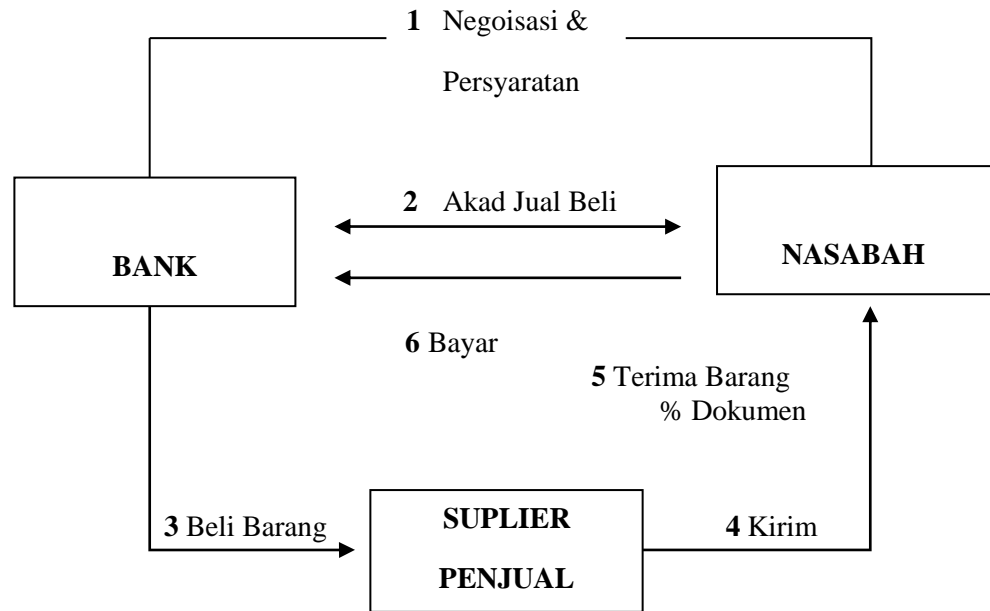 1 Negoisasi &
Persyaratan
2 Akad Jual Beli
BANK
NASABAH
6 Bayar
5 Terima Barang
% Dokumen
3 Beli Barang
SUPLIER
PENJUAL
4 Kirim